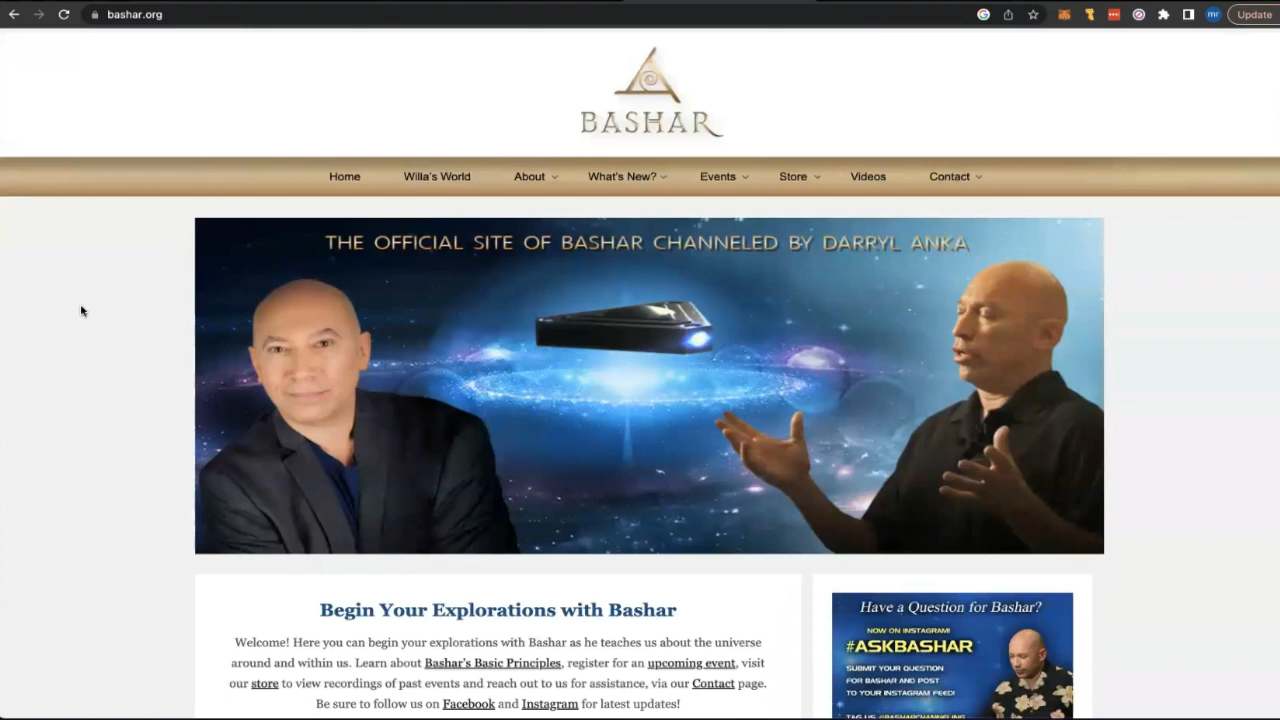 bashar.org
mr
Update
BASHAR
Home
Willa's World
About
What's New?
Events
Store
Videos
Contact
THE OFFICIAL SITE OF BASHAR CHANNELED BY DARRYL ANKA
Begin Your Explorations with Bashar
Welcome! Here you can begin your explorations with Bashar as he teaches us about the universe
around and within us. Learn about Bashar's Basic Principles, register for an upcoming event, visit
our store to view recordings of past events and reach out to us for assistance, via our Contact page.
Be sure to follow us on Facebook and Instagram for latest updates!
Have a Question for Bashar?
NOW ON INSTAGRAM!
#ASKBASHAR
SUBMIT YOUR QUESTION
FOR BASHAR AND POST
TO YOUR INSTAGRAM FEED!
TAG US @BASHARCHANNELING